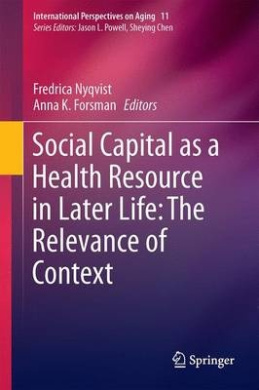 International Perspectives on Aging 11
Series Editors: Jason L. Powell, Sheying Chen
Fredrica Nyqvist
Anna K. Forsman Editors
Social Capital as a
Health Resource
in Later Life: The
Relevance of
Context
Springer